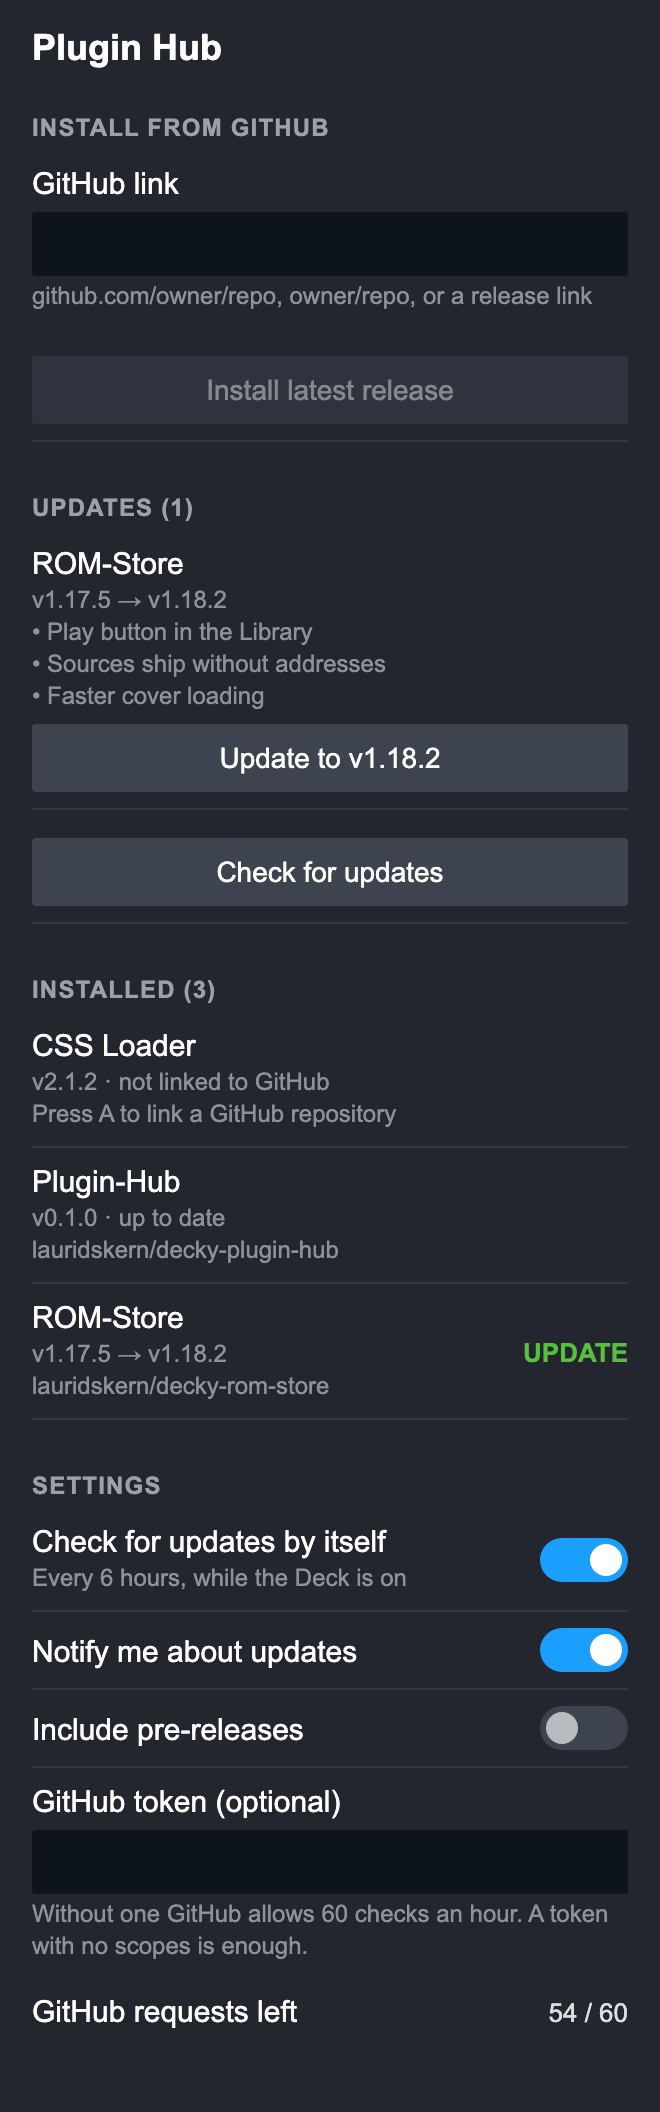 Plugin Hub
INSTALL FROM GITHUB
GitHub link
github.com/owner/repo, owner/repo, or a release link
Install latest release
UPDATES (1)
ROM-Store
v1.17.5 → v1.18.2
• Play button in the Library
• Sources ship without addresses
• Faster cover loading
Update to v1.18.2
Check for updates
INSTALLED (3)
CSS Loader
v2.1.2 · not linked to GitHub
Press A to link a GitHub repository
Plugin-Hub
v0.1.0 · up to date
lauridskern/decky-plugin-hub
ROM-Store
v1.17.5 → v1.18.2
UPDATE
lauridskern/decky-rom-store
SETTINGS
Check for updates by itself
Every 6 hours, while the Deck is on
Notify me about updates
Include pre-releases
GitHub token (optional)
Without one GitHub allows 60 checks an hour. A token
with no scopes is enough.
GitHub requests left
54 / 60